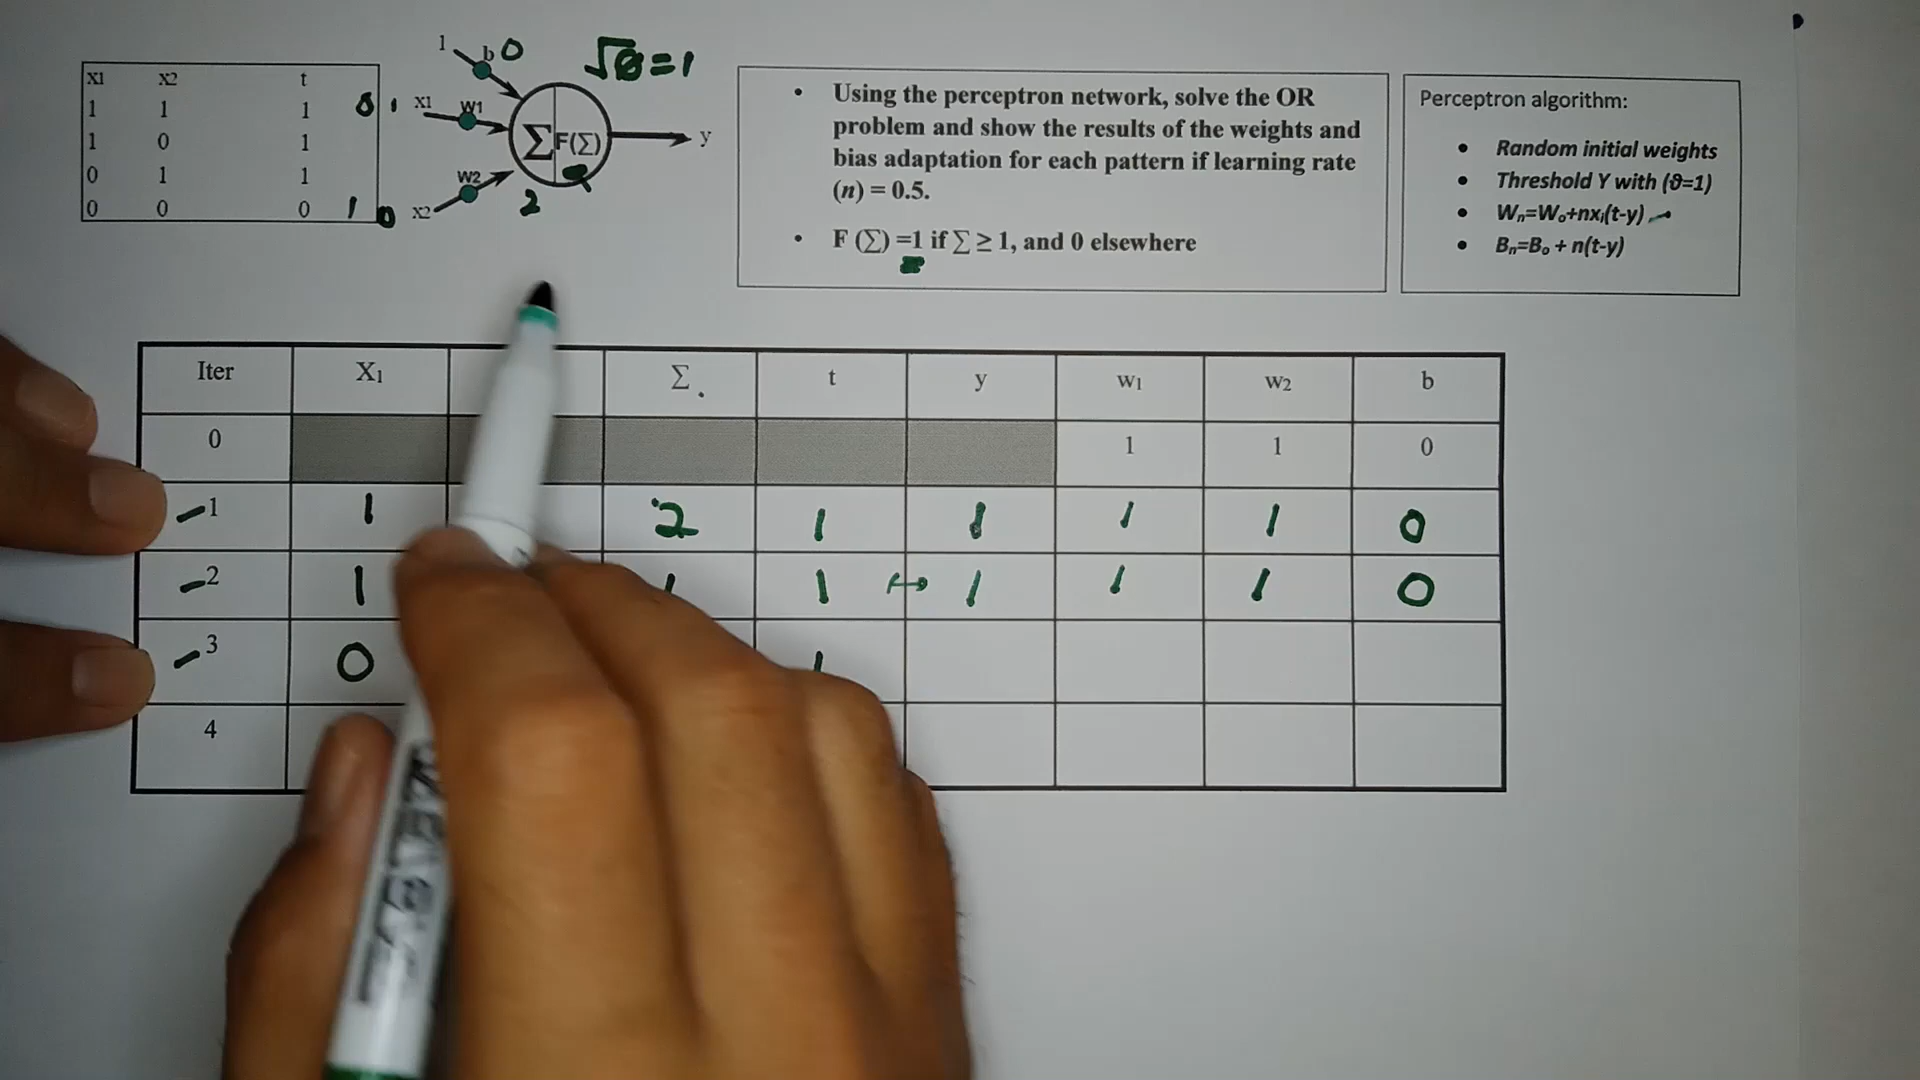 X1 X2 t
1 1 1
1 0 1
0 1 1
0 0 0
1 b 0
0 1 X1 W1
Σ F(Σ) y
W2
1 0 X2 2
√θ=1
• Using the perceptron network, solve the OR
problem and show the results of the weights and
bias adaptation for each pattern if learning rate
(n) = 0.5.
• F (Σ) =1 if Σ ≥ 1, and 0 elsewhere
Perceptron algorithm:
• Random initial weights
• Threshold Y with (ϑ=1)
• Wn=Wo+nxi(t-y)
• Bn=Bo + n(t-y)
Iter X1 Σ t y w1 w2 b
0 1 1 0
1 1 2 1 1 1 1 0
2 1 1 1 1 1 0
3 0 1
4